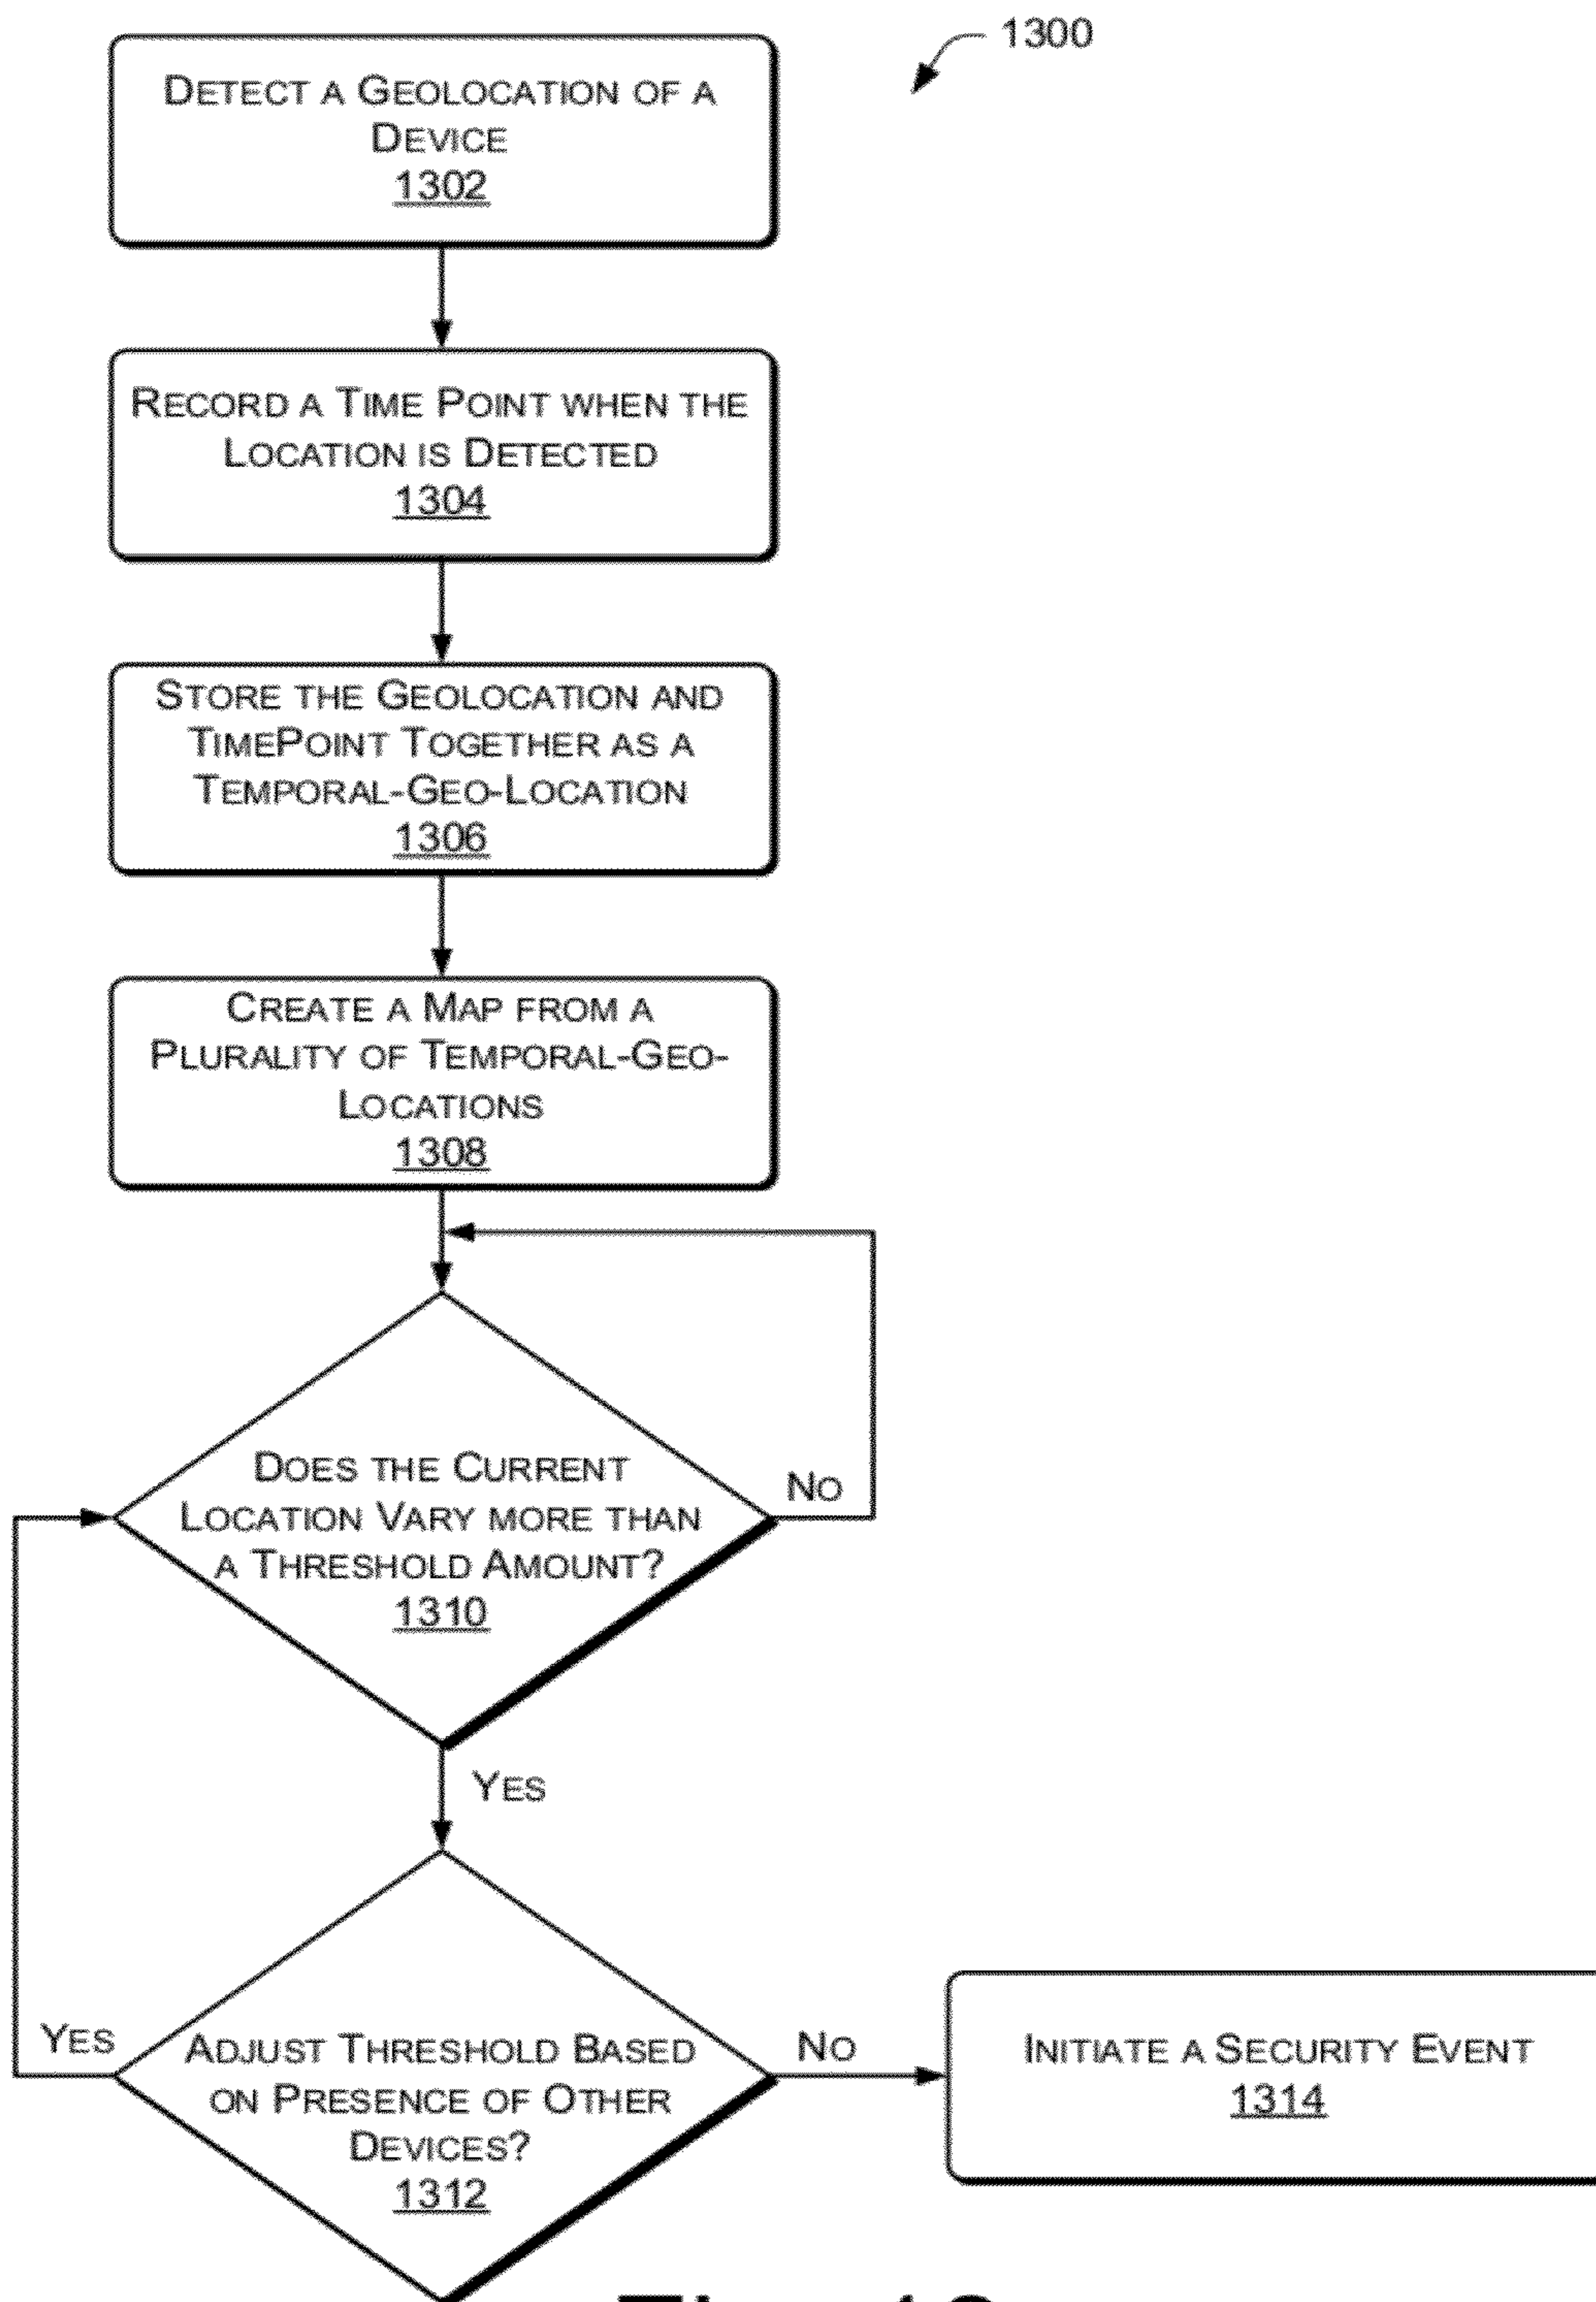 1300
DETECT A GEOLOCATION OF A
DEVICE
1302
RECORD A TIME POINT WHEN THE
LOCATION IS DETECTED
1304
STORE THE GEOLOCATION AND
TIMEPOINT TOGETHER AS A
TEMPORAL-GEO-LOCATION
1306
CREATE A MAP FROM A
PLURALITY OF TEMPORAL-GEO-
LOCATIONS
1308
DOES THE CURRENT
LOCATION VARY MORE THAN
A THRESHOLD AMOUNT?
1310
NO
YES
YES
ADJUST THRESHOLD BASED
ON PRESENCE OF OTHER
DEVICES?
1312
NO
INITIATE A SECURITY EVENT
1314